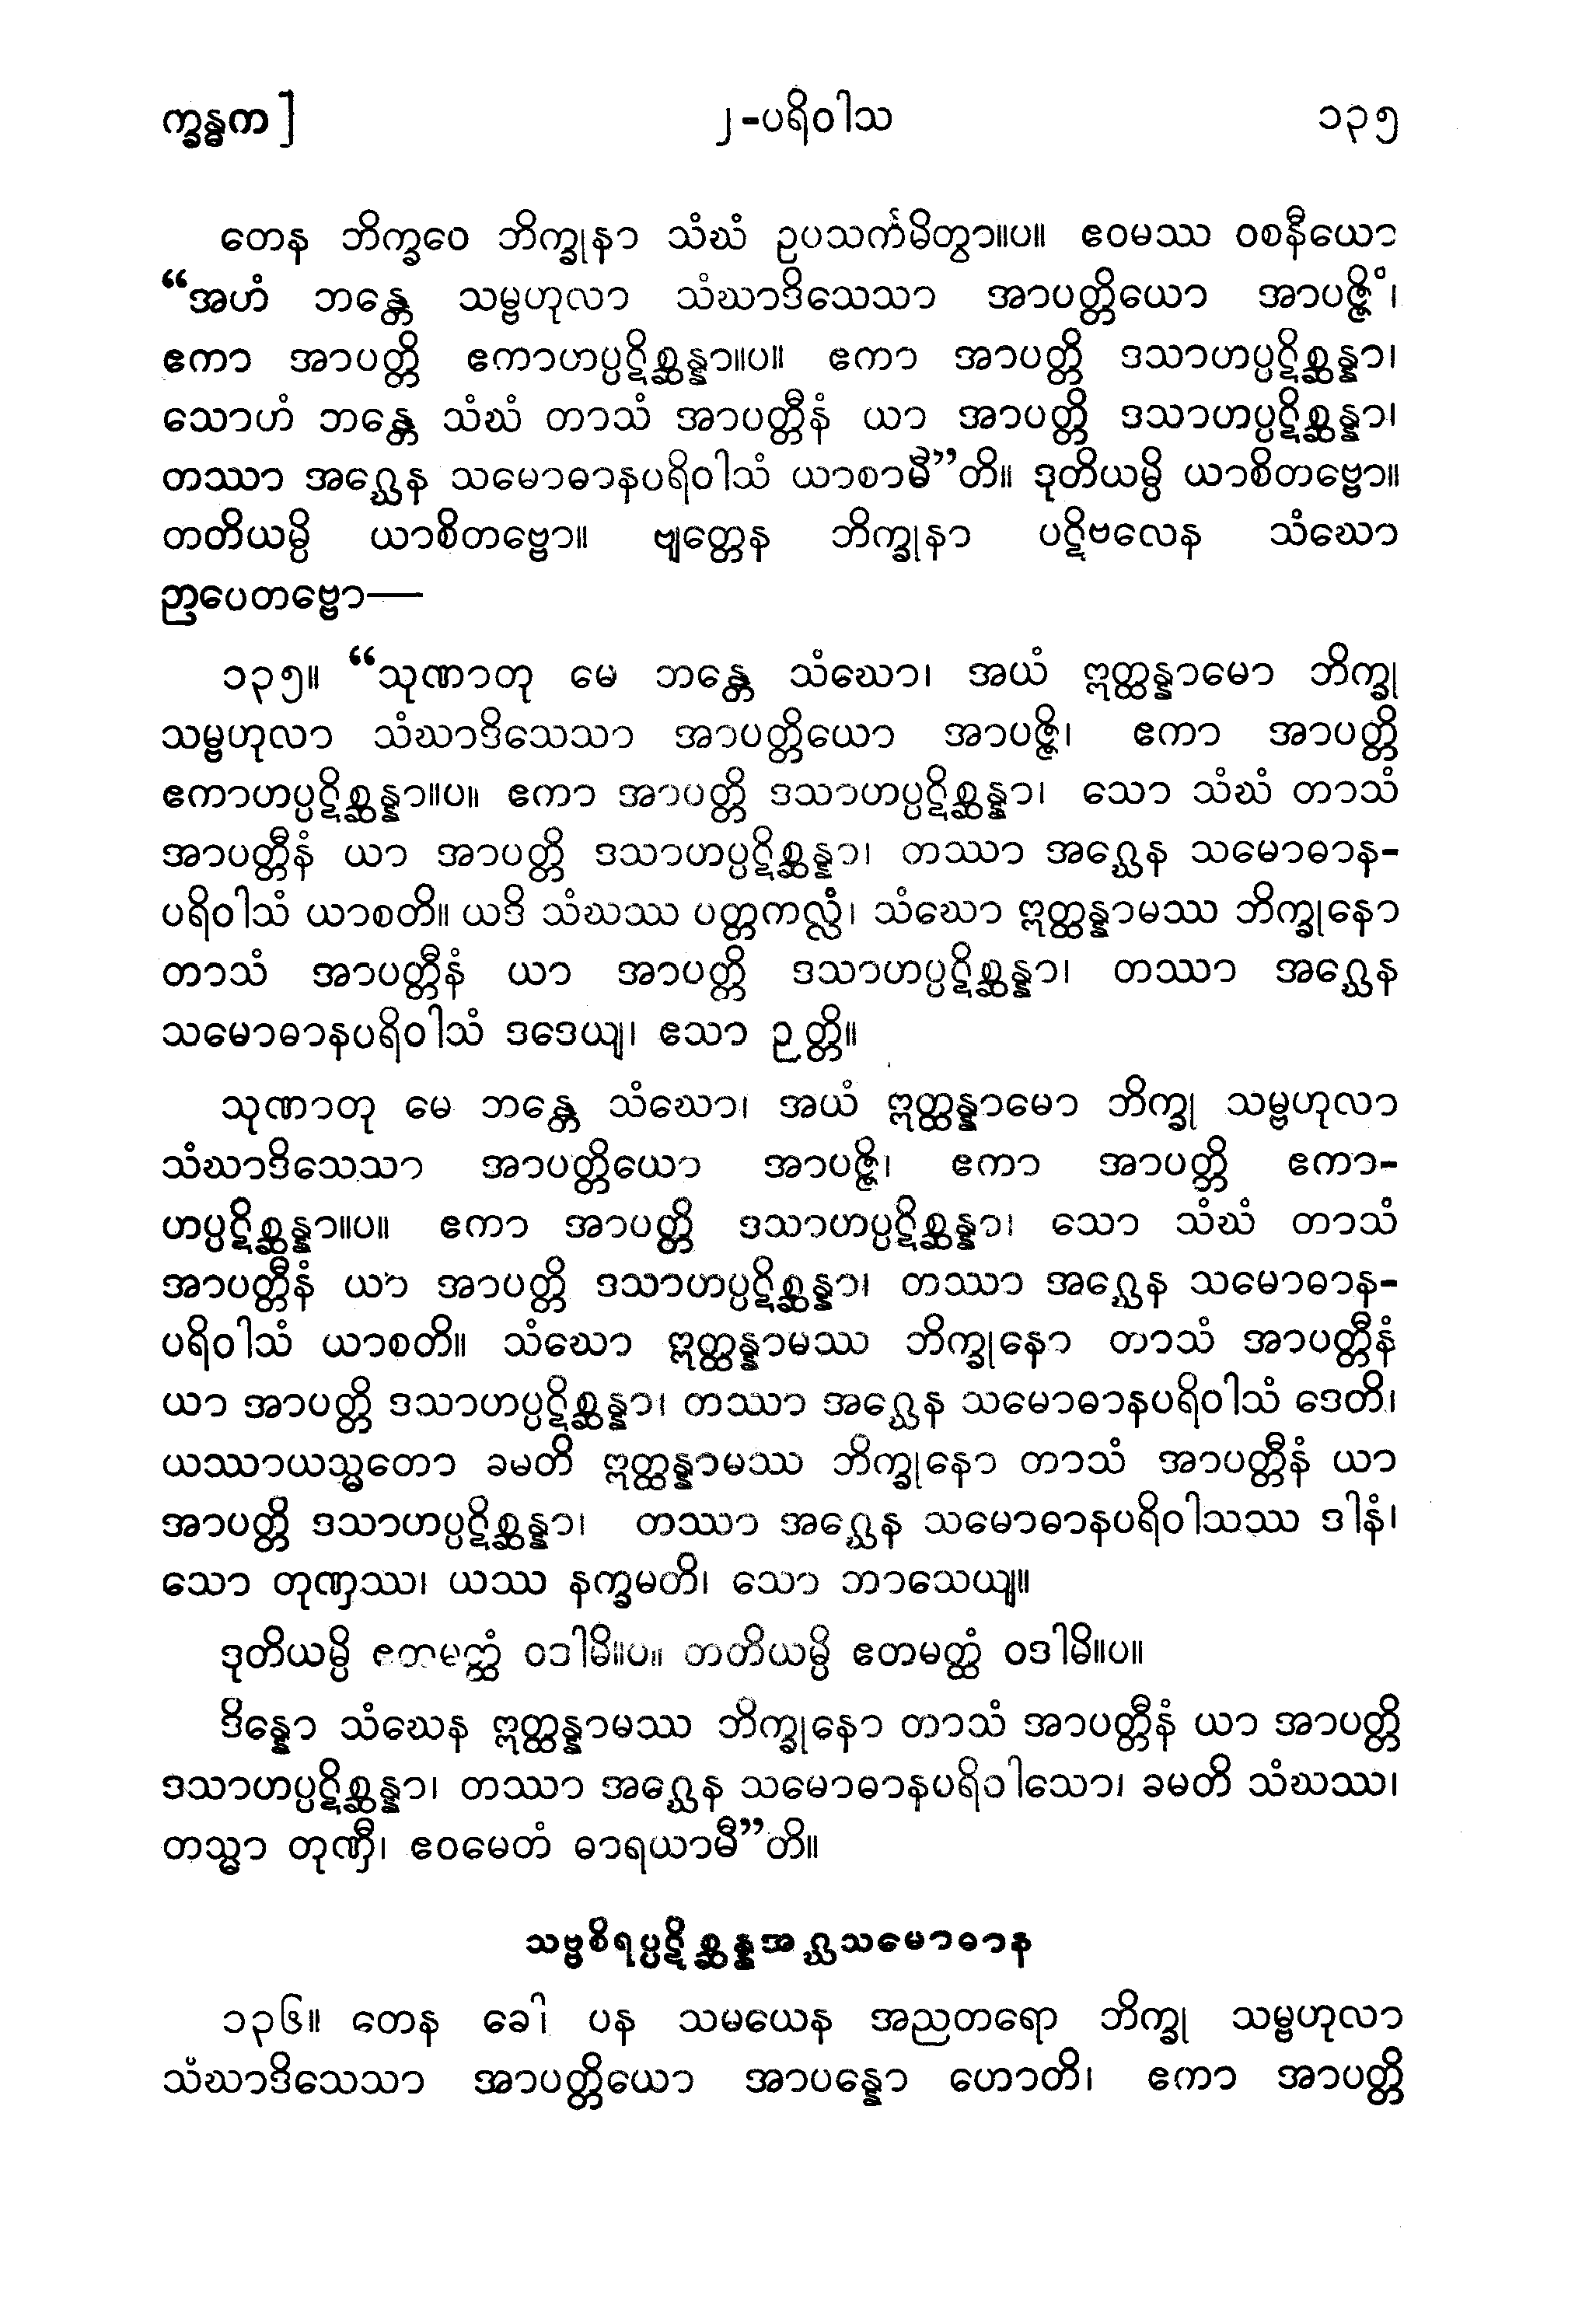 က္ခန္ဓက]
၂-ပရိဝါသ
၁၃၅
တေန ဘိက္ခဝေ ဘိက္ခုနာ သံဃံ ဥပသင်္ကမိတွာ။ပ။ ဧဝမဿ ဝစနီယော
“အဟံ ဘန္တေ သမ္ဗဟုလာ သံဃာဒိသေသာ အာပတ္တိယော အာပဇ္ဇိံ၊
ဧကာ အာပတ္တိ ဧကာဟပ္ပဋိစ္ဆန္နာ။ပ။ ဧကာ အာပတ္တိ ဒသာဟပ္ပဋိစ္ဆန္နာ၊
သောဟံ ဘန္တေ သံဃံ တာသံ အာပတ္တီနံ ယာ အာပတ္တိ ဒသာဟပ္ပဋိစ္ဆန္နာ၊
တဿာ အဂ္ဃေန သမောဓာနပရိဝါသံ ယာစာမီ”တိ။ ဒုတိယမ္ပိ ယာစိတဗ္ဗော။
တတိယမ္ပိ ယာစိတဗ္ဗော။ ဗျတ္တေန ဘိက္ခုနာ ပဋိဗလေန သံဃော
ဉာပေတဗ္ဗော—
၁၃၅။ “သုဏာတု မေ ဘန္တေ သံဃော၊ အယံ ဣတ္ထန္နာမော ဘိက္ခု
သမ္ဗဟုလာ သံဃာဒိသေသာ အာပတ္တိယော အာပဇ္ဇိ၊ ဧကာ အာပတ္တိ
ဧကာဟပ္ပဋိစ္ဆန္နာ။ပ။ ဧကာ အာပတ္တိ ဒသာဟပ္ပဋိစ္ဆန္နာ၊ သော သံဃံ တာသံ
အာပတ္တီနံ ယာ အာပတ္တိ ဒသာဟပ္ပဋိစ္ဆန္နာ၊ တဿာ အဂ္ဃေန သမောဓာန-
ပရိဝါသံ ယာစတိ။ ယဒိ သံဃဿ ပတ္တကလ္လံ၊ သံဃော ဣတ္ထန္နာမဿ ဘိက္ခုနော
တာသံ အာပတ္တီနံ ယာ အာပတ္တိ ဒသာဟပ္ပဋိစ္ဆန္နာ၊ တဿာ အဂ္ဃေန
သမောဓာနပရိဝါသံ ဒဒေယျ၊ ဧသာ ဉတ္တိ။
သုဏာတု မေ ဘန္တေ သံဃော၊ အယံ ဣတ္ထန္နာမော ဘိက္ခု သမ္ဗဟုလာ
သံဃာဒိသေသာ အာပတ္တိယော အာပဇ္ဇိ၊ ဧကာ အာပတ္တိ ဧကာ-
ဟပ္ပဋိစ္ဆန္နာ။ပ။ ဧကာ အာပတ္တိ ဒသာဟပ္ပဋိစ္ဆန္နာ၊ သော သံဃံ တာသံ
အာပတ္တီနံ ယာ အာပတ္တိ ဒသာဟပ္ပဋိစ္ဆန္နာ၊ တဿာ အဂ္ဃေန သမောဓာန-
ပရိဝါသံ ယာစတိ။ သံဃော ဣတ္ထန္နာမဿ ဘိက္ခုနော တာသံ အာပတ္တီနံ
ယာ အာပတ္တိ ဒသာဟပ္ပဋိစ္ဆန္နာ၊ တဿာ အဂ္ဃေန သမောဓာနပရိဝါသံ ဒေတိ၊
ယဿာယသ္မတော ခမတိ ဣတ္ထန္နာမဿ ဘိက္ခုနော တာသံ အာပတ္တီနံ ယာ
အာပတ္တိ ဒသာဟပ္ပဋိစ္ဆန္နာ၊ တဿာ အဂ္ဃေန သမောဓာနပရိဝါသဿ ဒါနံ၊
သော တုဏှဿ၊ ယဿ နက္ခမတိ၊ သော ဘာသေယျ။
ဒုတိယမ္ပိ ဧတမတ္ထံ ဝဒါမိ။ပ။ တတိယမ္ပိ ဧတမတ္ထံ ဝဒါမိ။ပ။
ဒိန္နော သံဃေန ဣတ္ထန္နာမဿ ဘိက္ခုနော တာသံ အာပတ္တီနံ ယာ အာပတ္တိ
ဒသာဟပ္ပဋိစ္ဆန္နာ၊ တဿာ အဂ္ဃေန သမောဓာနပရိဝါသော၊ ခမတိ သံဃဿ၊
တသ္မာ တုဏှီ၊ ဧဝမေတံ ဓာရယာမီ”တိ။
သဗ္ဗစိရပ္ပဋိစ္ဆန္နအဂ္ဃသမောဓာန
၁၃၆။ တေန ခေါ ပန သမယေန အညတရော ဘိက္ခု သမ္ဗဟုလာ
သံဃာဒိသေသာ အာပတ္တိယော အာပန္နော ဟောတိ၊ ဧကာ အာပတ္တိ